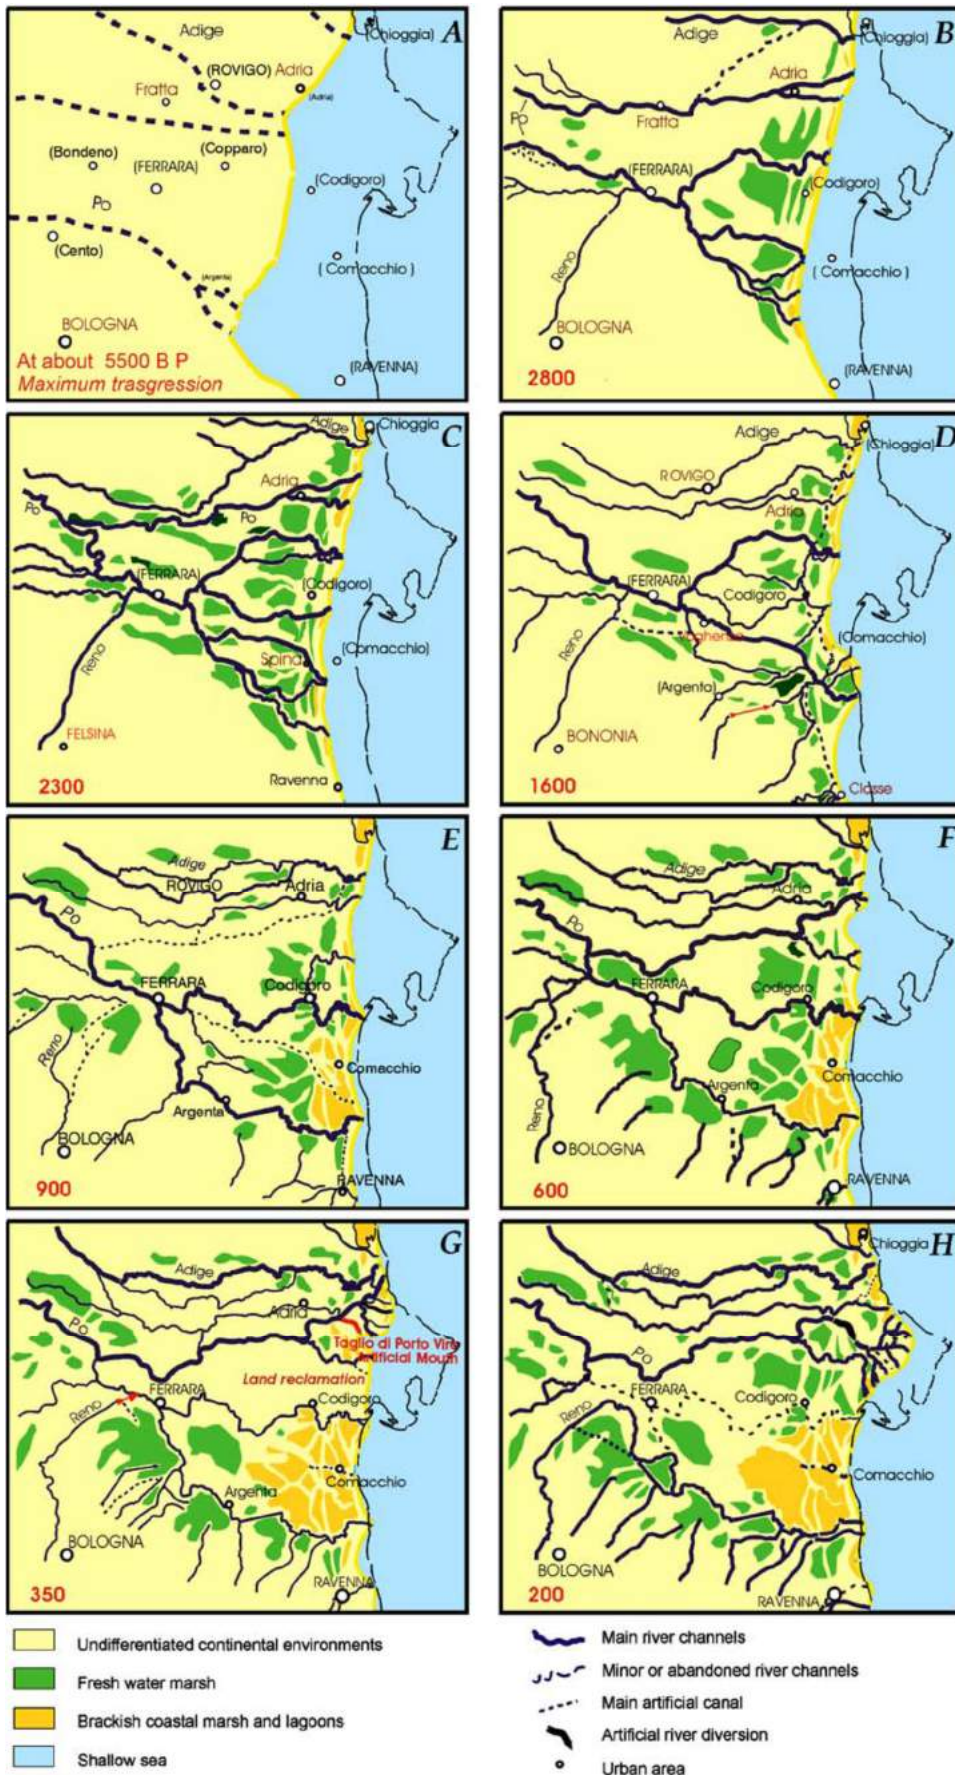 A
Adige
(Chioggia)
(ROVIGO)
Adria
(Adria)
Fratta
(Bondeno)
(Copparo)
(FERRARA)
(Codigoro)
Po
(Cento)
(Comacchio)
(Argenta)
BOLOGNA
At about 5500 B P
Maximum trasgression
(RAVENNA)
B
Adige
(Chioggia)
Adria
Po
Fratta
(FERRARA)
(Codigoro)
Reno
(Comacchio)
BOLOGNA
2800
(RAVENNA)
C
Adige
Chioggia
Adria
Po
Po
(FERRARA)
(Codigoro)
Reno
Spina
(Comacchio)
FELSINA
2300
Ravenna
D
Adige
(Chioggia)
ROVIGO
Adria
(FERRARA)
Codigoro
Reno
(Comacchio)
(Argenta)
BONONIA
1600
Classe
E
Adige
ROVIGO
Adria
Po
FERRARA
Codigoro
Reno
Comacchio
Argenta
BOLOGNA
900
RAVENNA
F
Adige
Adria
Po
FERRARA
Codigoro
Reno
Argenta
Comacchio
BOLOGNA
600
RAVENNA
G
Adige
Adria
Po
Taglio di Porto Viro
Artificial Mouth
Land reclamation
FERRARA
Codigoro
Reno
Comacchio
Argenta
BOLOGNA
350
RAVENNA
H
Chioggia
Adige
Po
FERRARA
Codigoro
Reno
Comacchio
BOLOGNA
200
RAVENNA
Undifferentiated continental environments
Fresh water marsh
Brackish coastal marsh and lagoons
Shallow sea
Main river channels
Minor or abandoned river channels
Main artificial canal
Artificial river diversion
Urban area